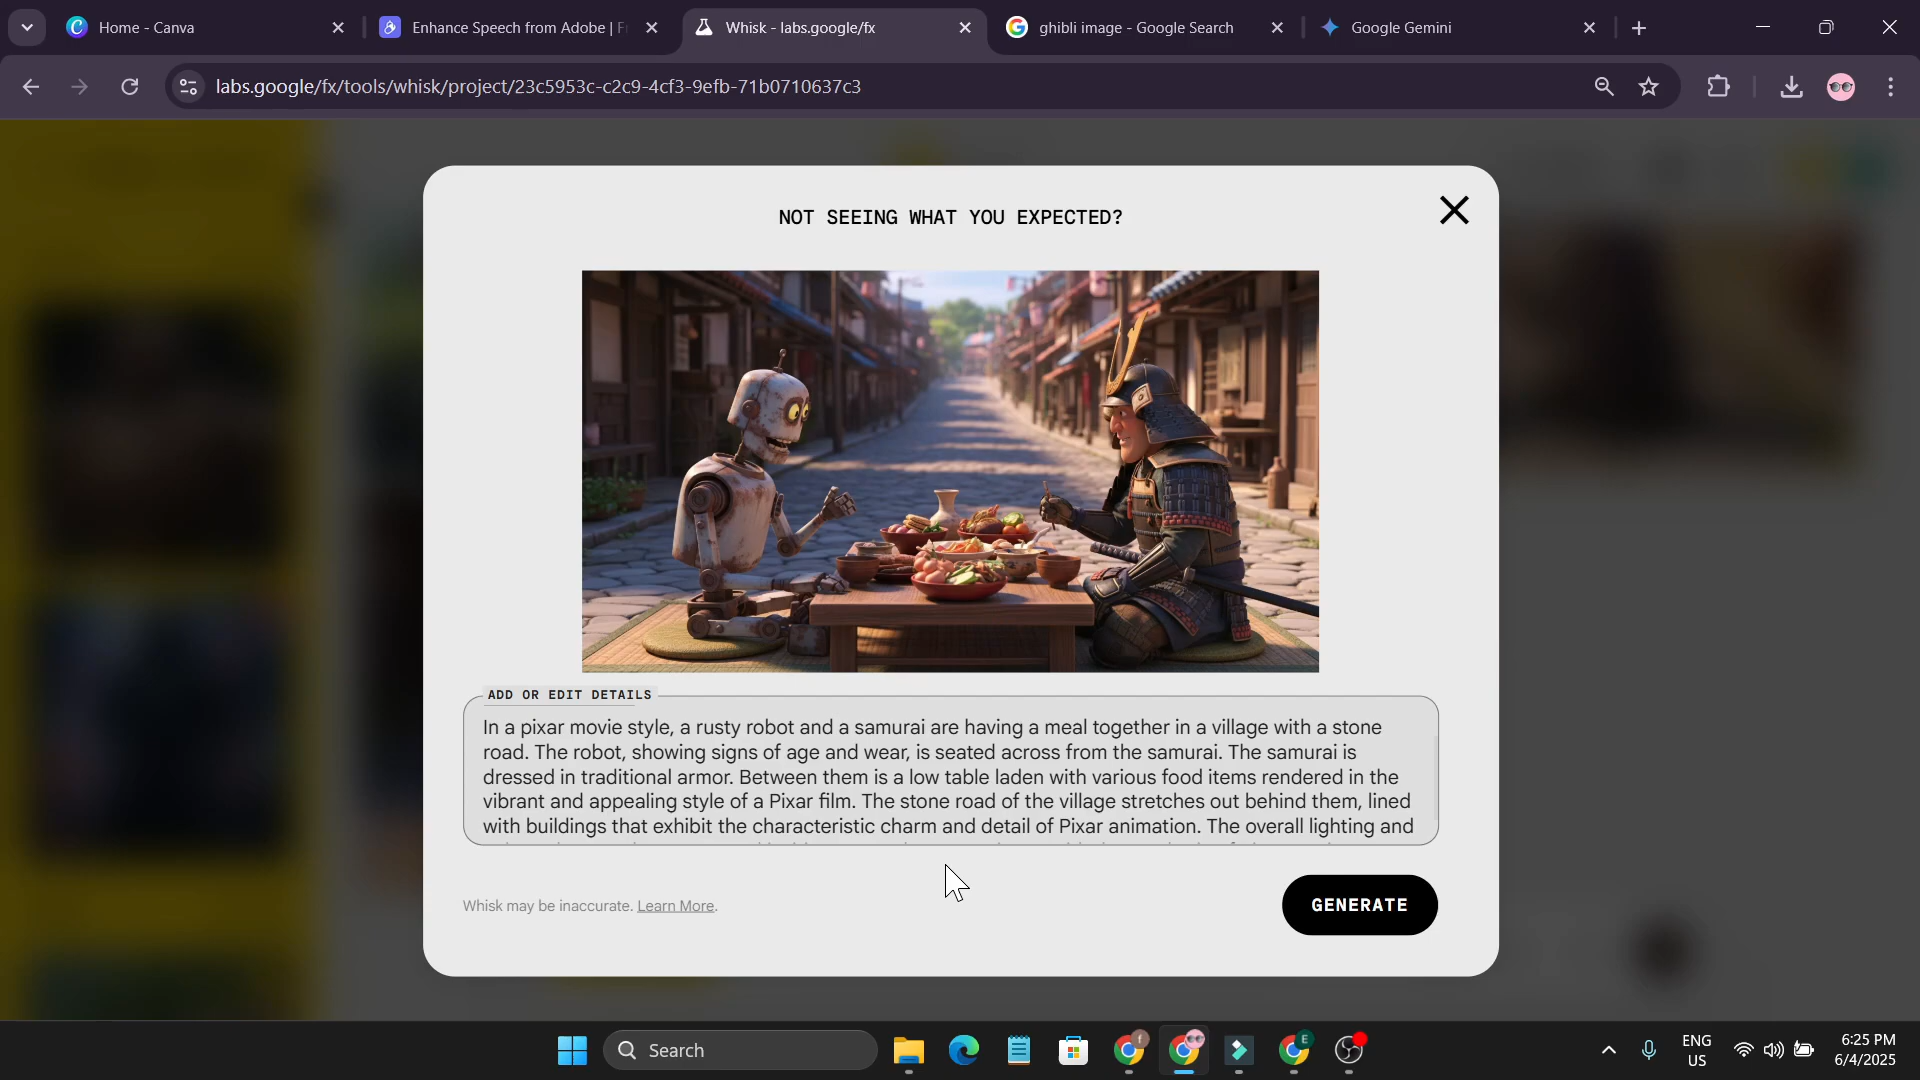 Home - Canva
Enhance Speech from Adobe | F
Whisk - labs.google/fx
ghibli image - Google Search
Google Gemini
labs.google/fx/tools/whisk/project/23c5953c-c2c9-4cf3-9efb-71b0710637c3
NOT SEEING WHAT YOU EXPECTED?
ADD OR EDIT DETAILS
In a pixar movie style, a rusty robot and a samurai are having a meal together in a village with a stone
road. The robot, showing signs of age and wear, is seated across from the samurai. The samurai is
dressed in traditional armor. Between them is a low table laden with various food items rendered in the
vibrant and appealing style of a Pixar film. The stone road of the village stretches out behind them, lined
with buildings that exhibit the characteristic charm and detail of Pixar animation. The overall lighting and
Whisk may be inaccurate. Learn More.
GENERATE
Search
ENG
US
6:25 PM
6/4/2025